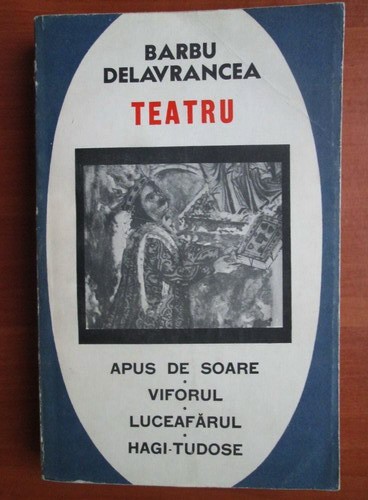 BARBU
DELAVRANCEA
TEATRU
APUS DE SOARE
•
VIFORUL
•
LUCEAFĂRUL
•
HAGI-TUDOSE